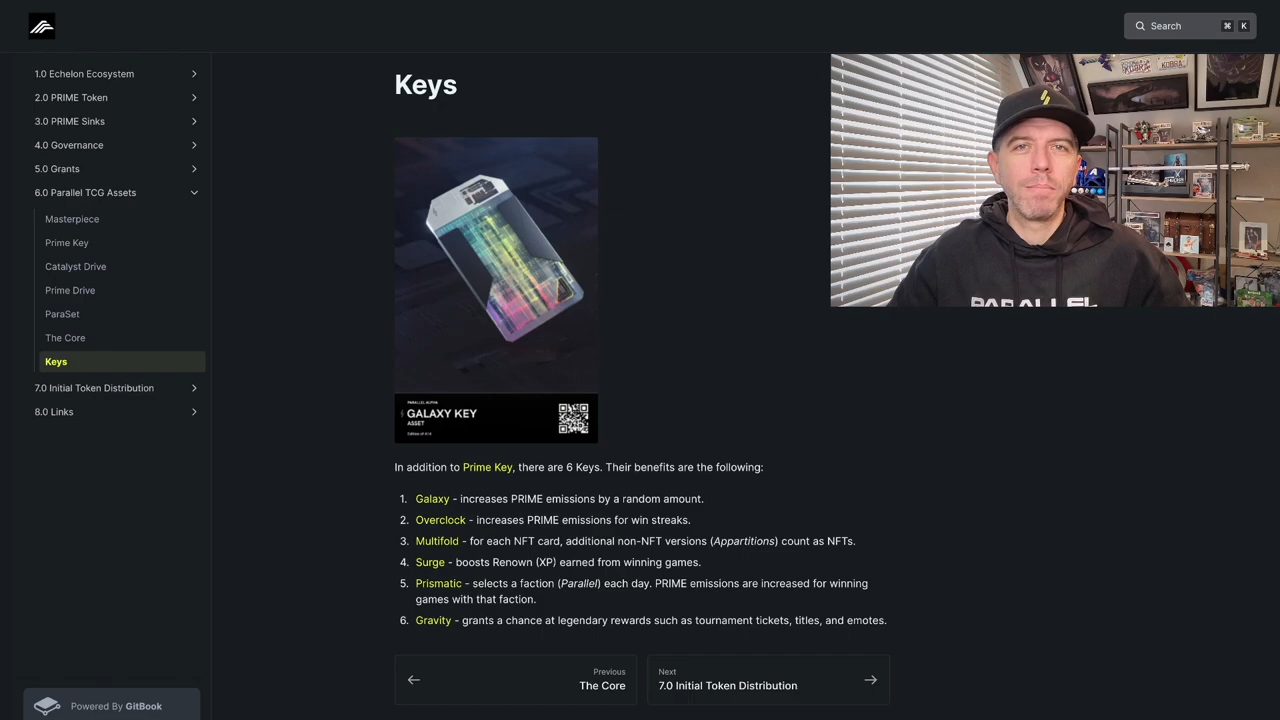 Search ⌘ K
1.0 Echelon Ecosystem
2.0 PRIME Token
3.0 PRIME Sinks
4.0 Governance
5.0 Grants
6.0 Parallel TCG Assets
Masterpiece
Prime Key
Catalyst Drive
Prime Drive
ParaSet
The Core
Keys
7.0 Initial Token Distribution
8.0 Links
Powered By GitBook
Keys
PARALLEL ALPHA
GALAXY KEY
ASSET
In addition to Prime Key, there are 6 Keys. Their benefits are the following:
1. Galaxy - increases PRIME emissions by a random amount.
2. Overclock - increases PRIME emissions for win streaks.
3. Multifold - for each NFT card, additional non-NFT versions (Appartitions) count as NFTs.
4. Surge - boosts Renown (XP) earned from winning games.
5. Prismatic - selects a faction (Parallel) each day. PRIME emissions are increased for winning
games with that faction.
6. Gravity - grants a chance at legendary rewards such as tournament tickets, titles, and emotes.
Previous
The Core
Next
7.0 Initial Token Distribution
KOBRA
PARALLEL